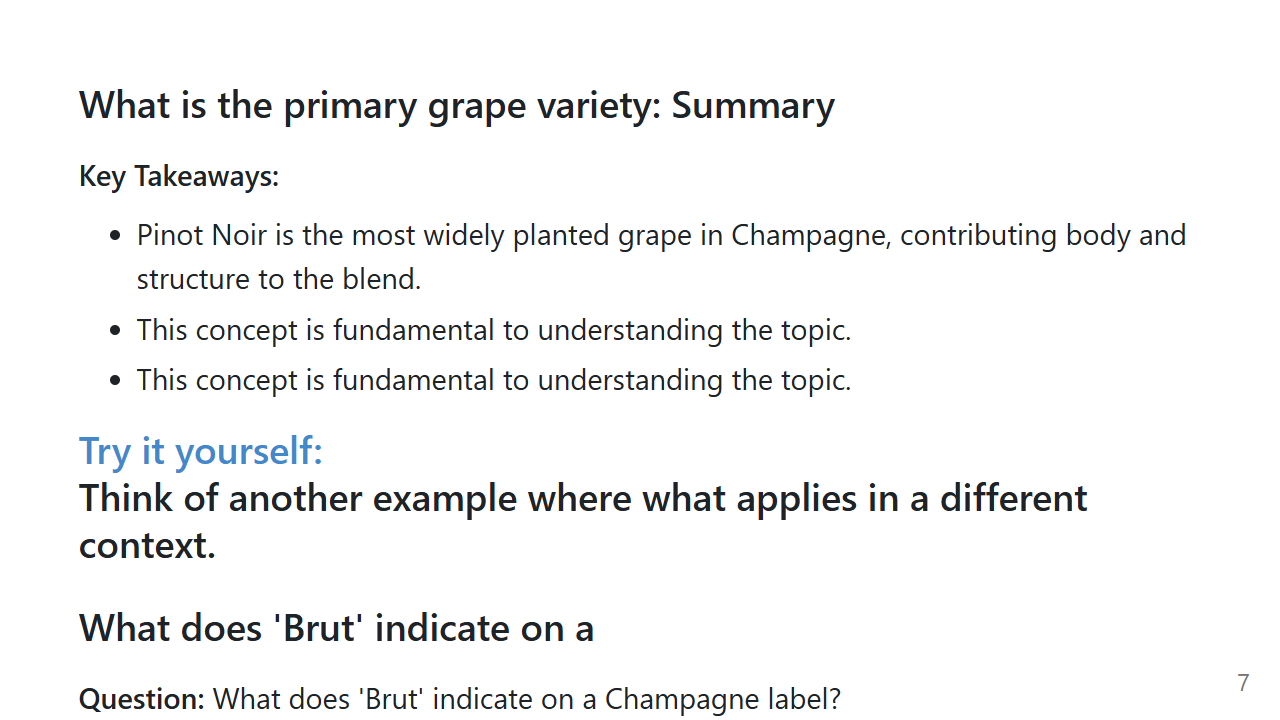 What is the primary grape variety: Summary
Key Takeaways:
• Pinot Noir is the most widely planted grape in Champagne, contributing body and
structure to the blend.
• This concept is fundamental to understanding the topic.
• This concept is fundamental to understanding the topic.
Try it yourself:
Think of another example where what applies in a different
context.
What does 'Brut' indicate on a
Question: What does 'Brut' indicate on a Champagne label?
7